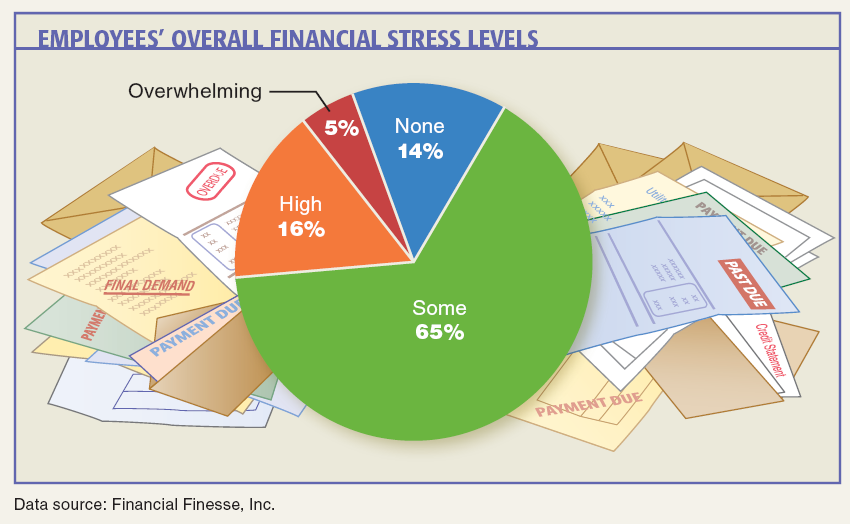 EMPLOYEES’ OVERALL FINANCIAL STRESS LEVELS
Overwhelming
5%
None
14%
High
16%
Some
65%
OVERDUE
FINAL DEMAND
PAYMENT DUE
PAYMENT DUE
PAST DUE
Credit Statement
Data source: Financial Finesse, Inc.